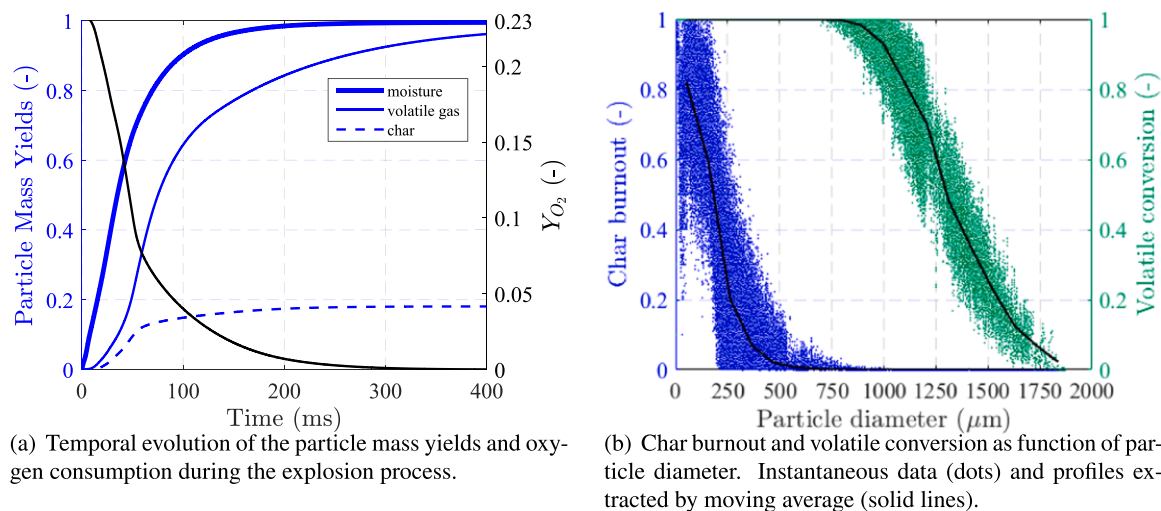 1
0.8
0.6
0.4
0.2
0
Particle Mass Yields (-)
0.23
0.2
0.15
0.1
0.05
0
Y_{O_2} (-)
moisture
volatile gas
char
0 100 200 300 400
Time (ms)
(a) Temporal evolution of the particle mass yields and oxy-
gen consumption during the explosion process.
1
0.8
0.6
0.4
0.2
0
Char burnout (-)
1
0.8
0.6
0.4
0.2
0
Volatile conversion (-)
0 250 500 750 1000 1250 1500 1750 2000
Particle diameter (μm)
(b) Char burnout and volatile conversion as function of par-
ticle diameter. Instantaneous data (dots) and profiles ex-
tracted by moving average (solid lines).